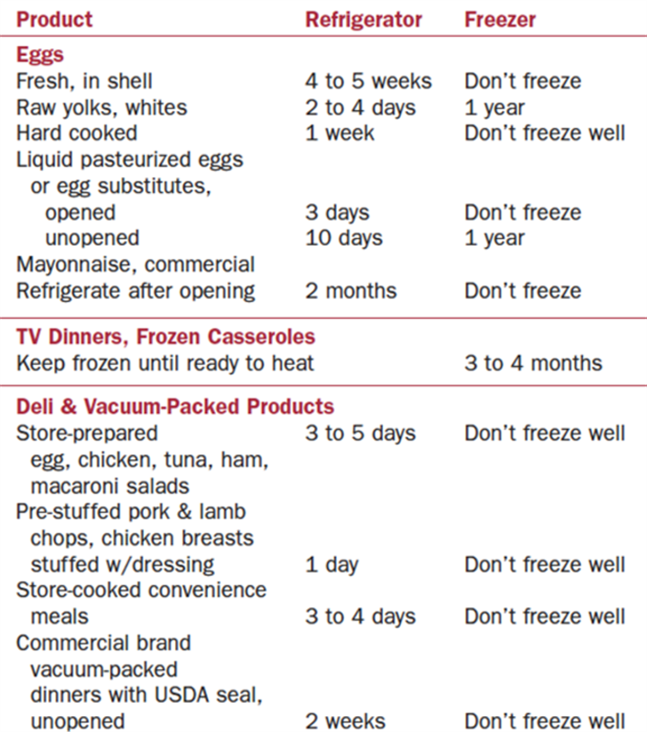 Product Refrigerator Freezer
Eggs
Fresh, in shell 4 to 5 weeks Don’t freeze
Raw yolks, whites 2 to 4 days 1 year
Hard cooked 1 week Don’t freeze well
Liquid pasteurized eggs
or egg substitutes,
opened 3 days Don’t freeze
unopened 10 days 1 year
Mayonnaise, commercial
Refrigerate after opening 2 months Don’t freeze
TV Dinners, Frozen Casseroles
Keep frozen until ready to heat 3 to 4 months
Deli & Vacuum-Packed Products
Store-prepared 3 to 5 days Don’t freeze well
egg, chicken, tuna, ham,
macaroni salads
Pre-stuffed pork & lamb
chops, chicken breasts
stuffed w/dressing 1 day Don’t freeze well
Store-cooked convenience
meals 3 to 4 days Don’t freeze well
Commercial brand
vacuum-packed
dinners with USDA seal,
unopened 2 weeks Don’t freeze well